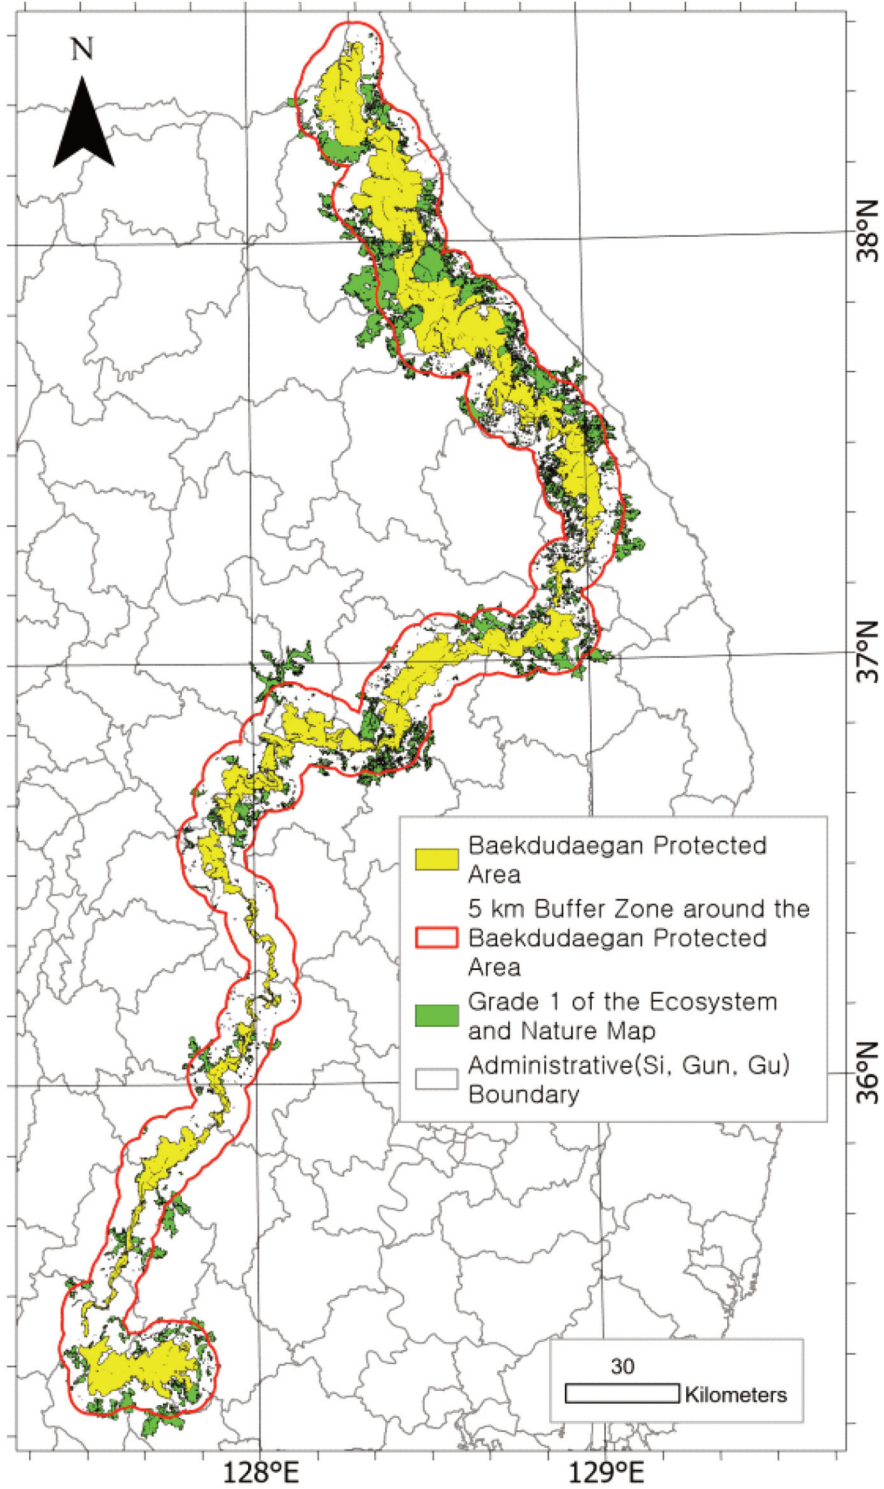 N
38°N
37°N
Baekdudaegan Protected
Area
5 km Buffer Zone around the
Baekdudaegan Protected
Area
Grade 1 of the Ecosystem
and Nature Map
Administrative(Si, Gun, Gu)
Boundary
36°N
30
Kilometers
128°E
129°E